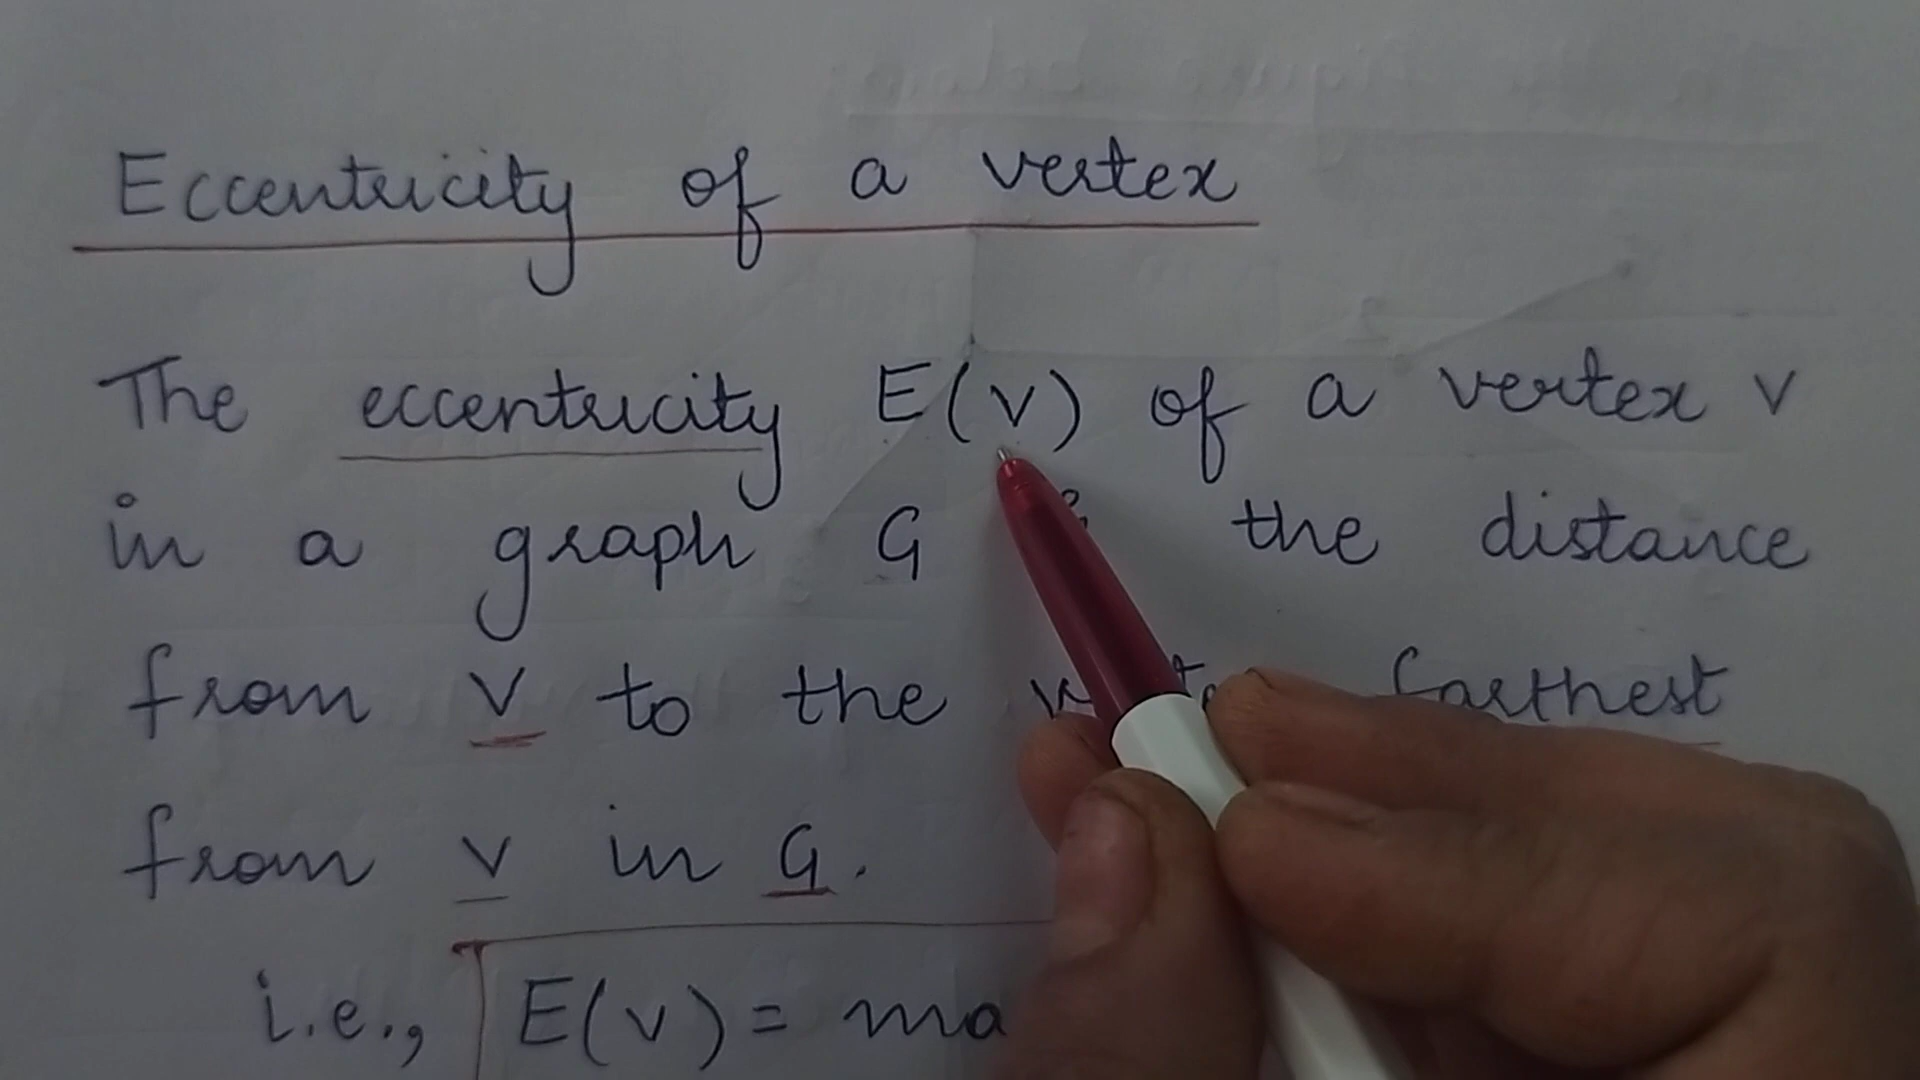 Eccentricity of a vertex
The eccentricity E(v) of a vertex v
in a graph G the distance
from v to the farthest
from v in G.
i.e., E(v) = ma